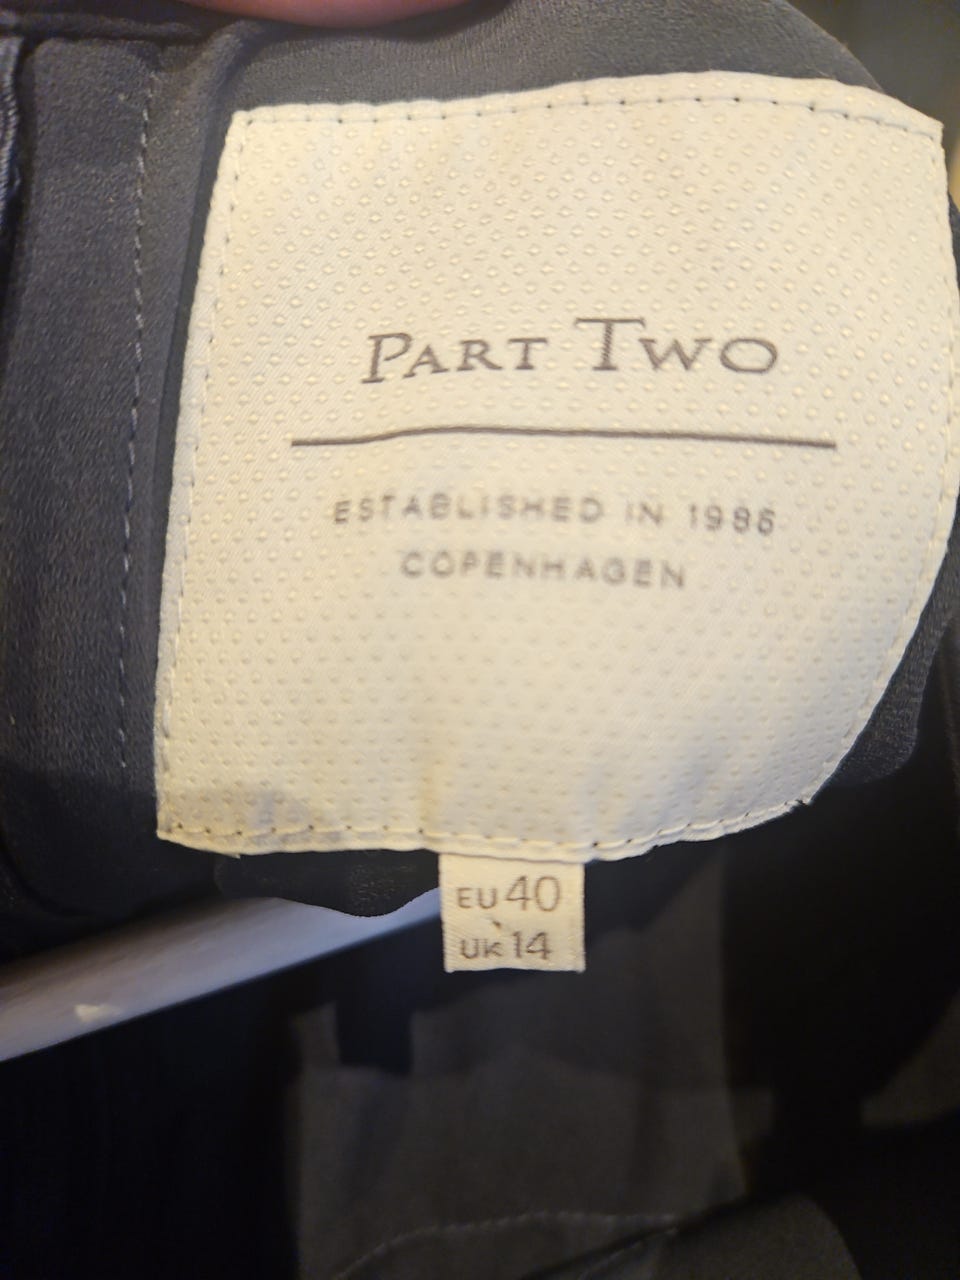 PART TWO
ESTABLISHED IN 1986
COPENHAGEN
EU 40
UK 14